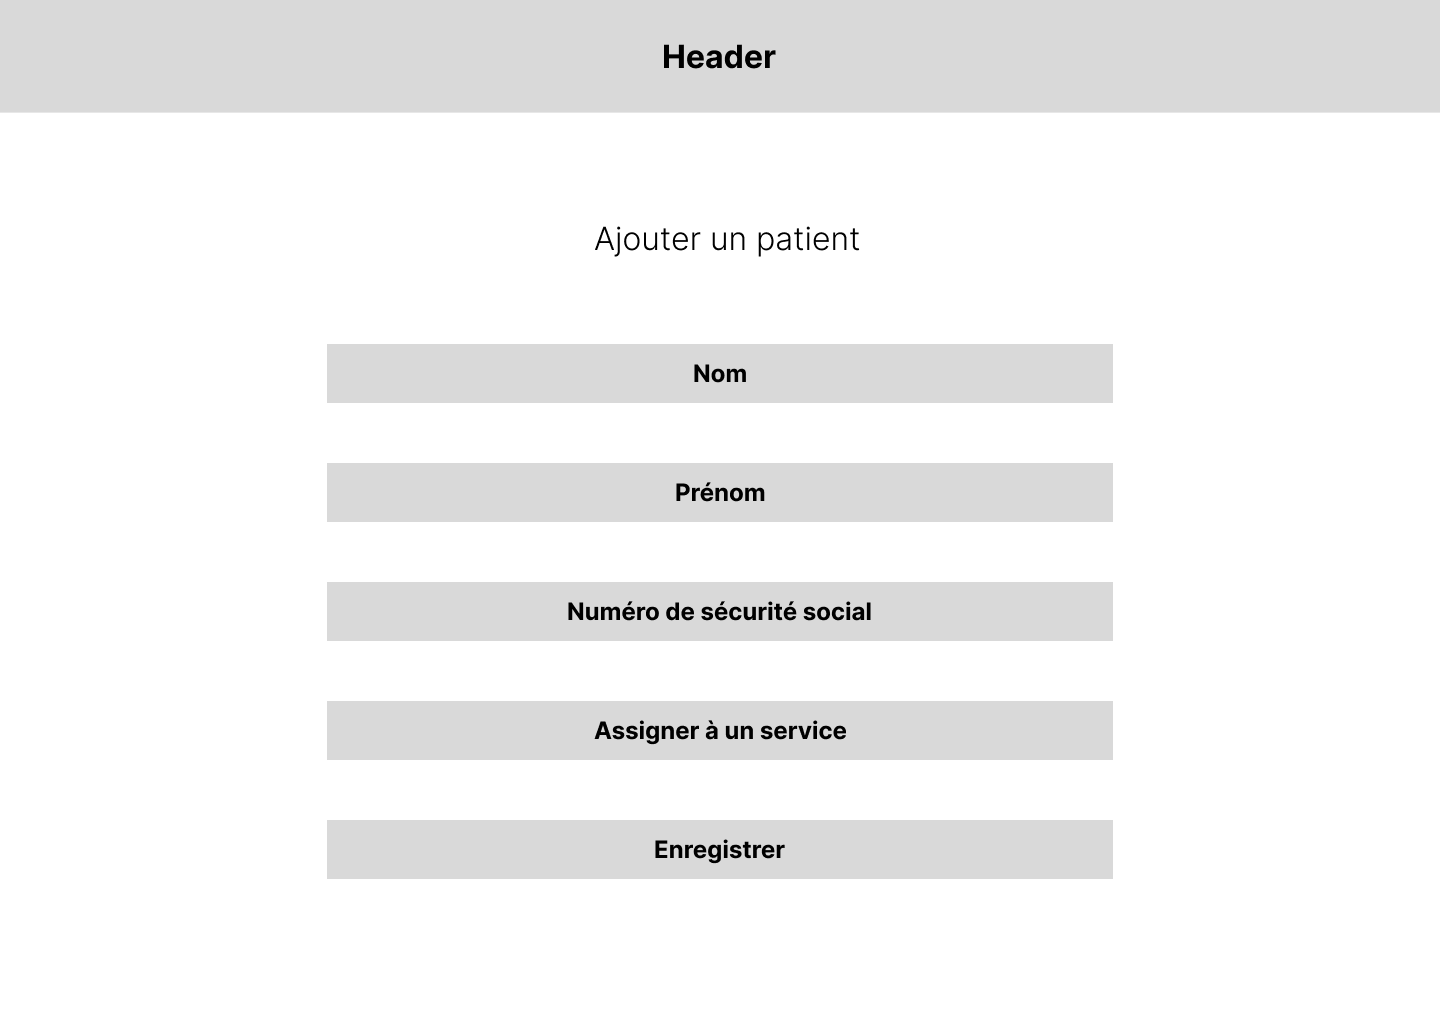 Header
Ajouter un patient
Nom
Prénom
Numéro de sécurité social
Assigner à un service
Enregistrer